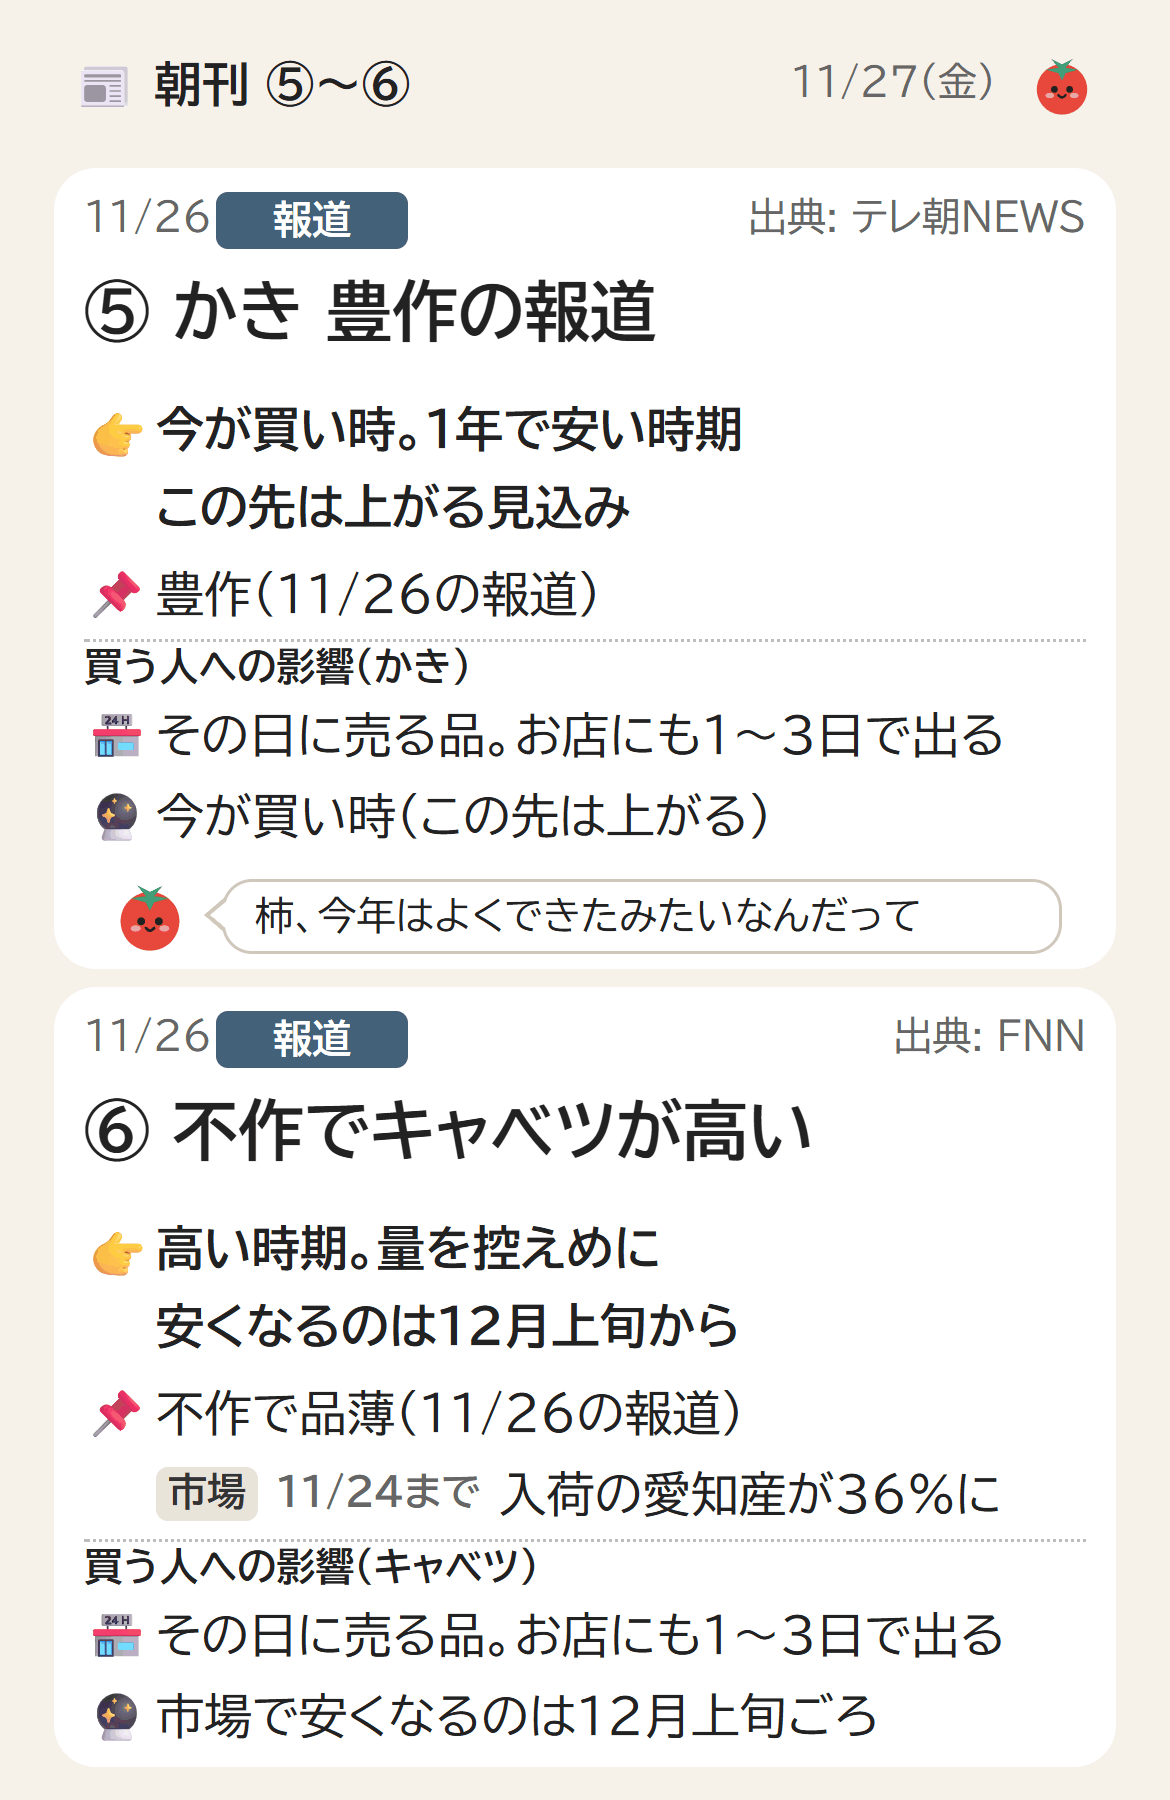 朝刊 ⑤〜⑥ 11/27(金)
11/26 報道 出典: テレ朝NEWS
⑤ かき 豊作の報道
今が買い時。1年で安い時期
この先は上がる見込み
豊作(11/26の報道)
買う人への影響(かき)
24H その日に売る品。お店にも1〜3日で出る
今が買い時(この先は上がる)
柿、今年はよくできたみたいなんだって
11/26 報道 出典: FNN
⑥ 不作でキャベツが高い
高い時期。量を控えめに
安くなるのは12月上旬から
不作で品薄(11/26の報道)
市場 11/24まで 入荷の愛知産が36%に
買う人への影響(キャベツ)
24H その日に売る品。お店にも1〜3日で出る
市場で安くなるのは12月上旬ごろ